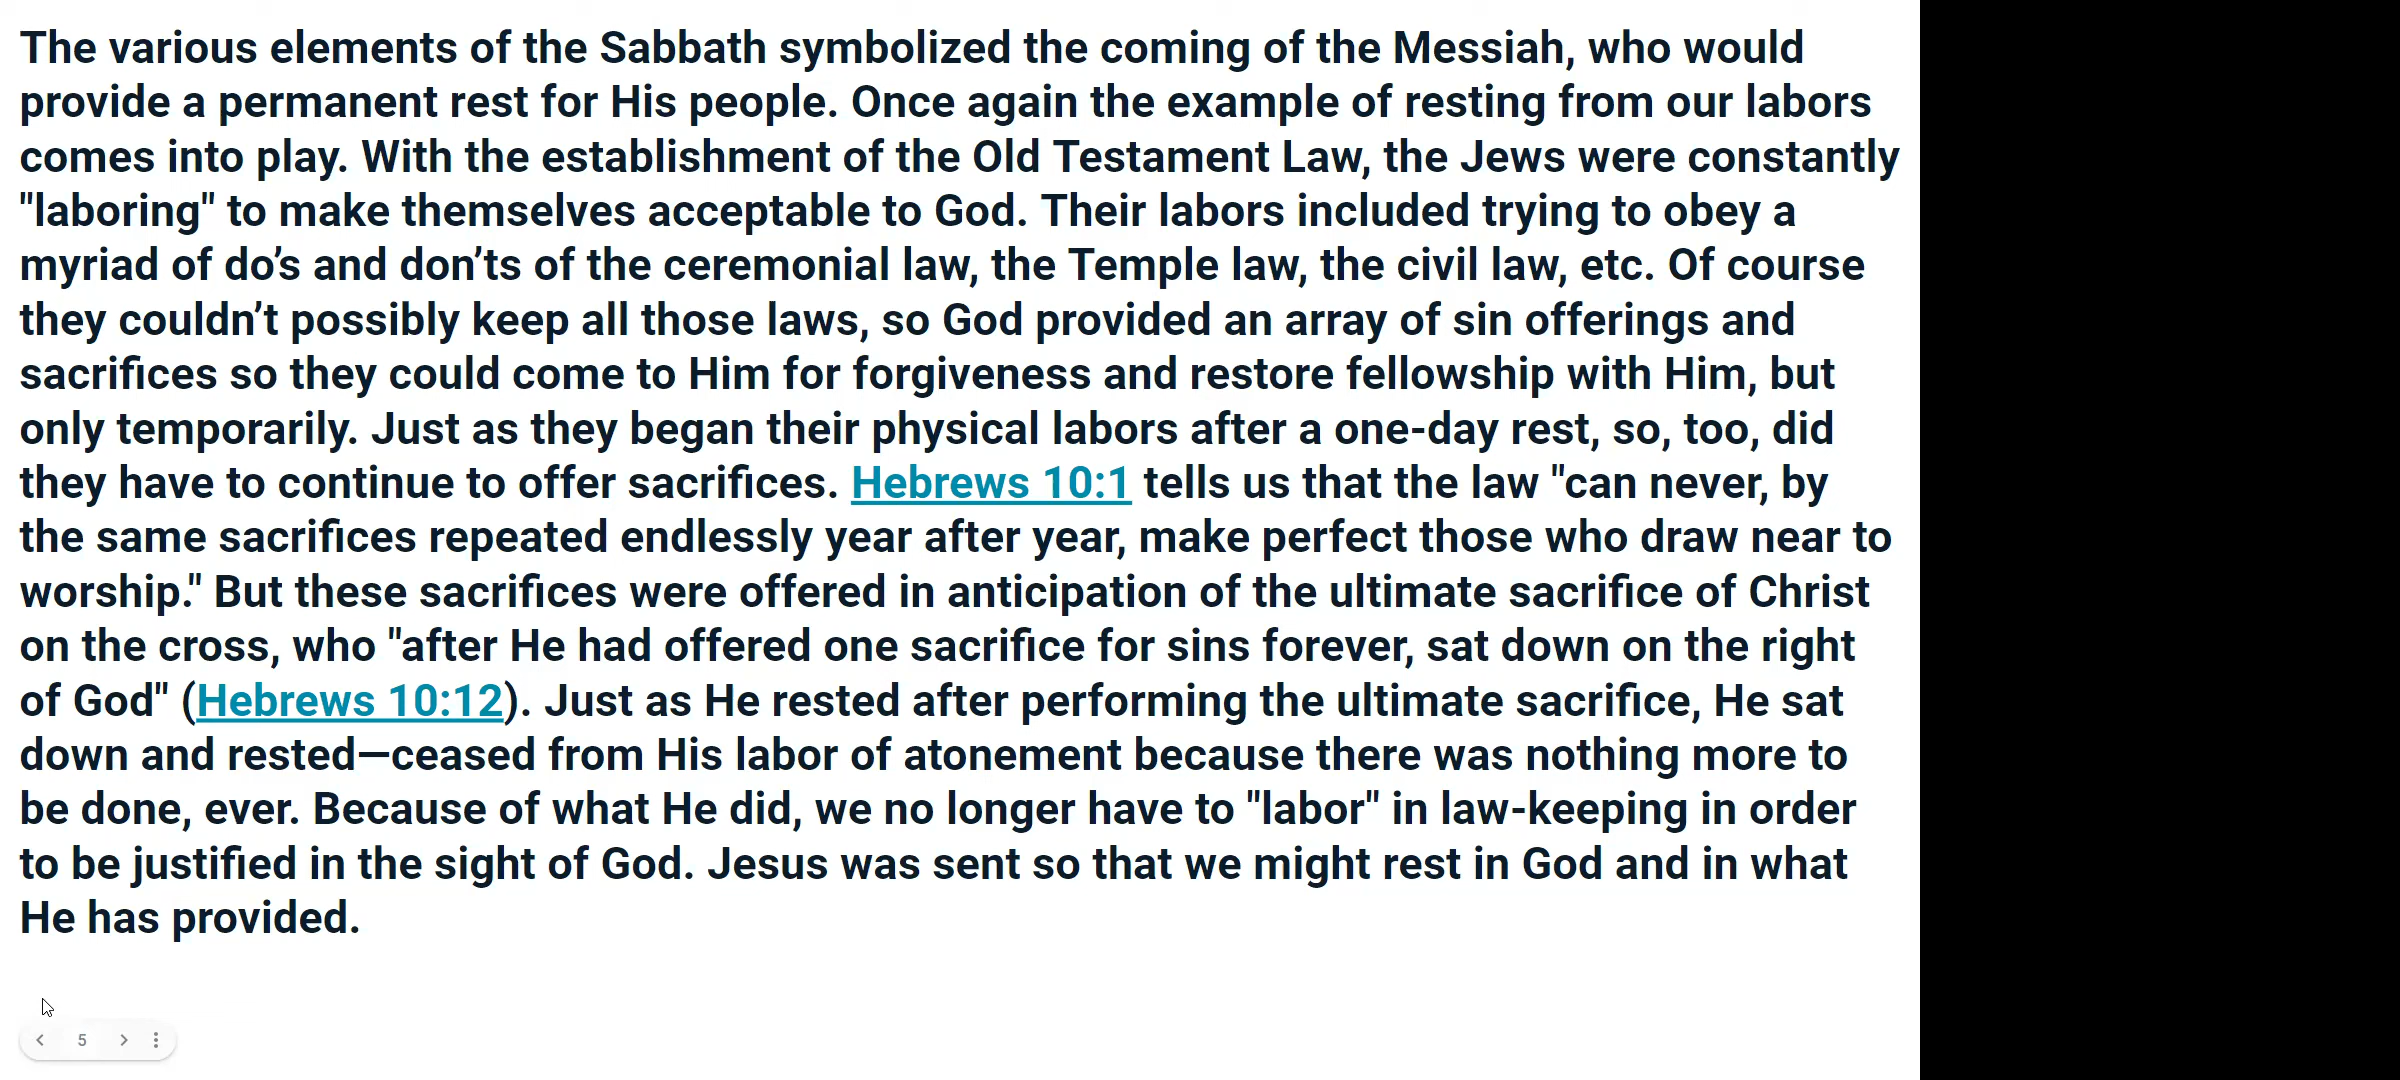 The various elements of the Sabbath symbolized the coming of the Messiah, who would
provide a permanent rest for His people. Once again the example of resting from our labors
comes into play. With the establishment of the Old Testament Law, the Jews were constantly
"laboring" to make themselves acceptable to God. Their labors included trying to obey a
myriad of do’s and don’ts of the ceremonial law, the Temple law, the civil law, etc. Of course
they couldn’t possibly keep all those laws, so God provided an array of sin offerings and
sacrifices so they could come to Him for forgiveness and restore fellowship with Him, but
only temporarily. Just as they began their physical labors after a one-day rest, so, too, did
they have to continue to offer sacrifices. Hebrews 10:1 tells us that the law "can never, by
the same sacrifices repeated endlessly year after year, make perfect those who draw near to
worship." But these sacrifices were offered in anticipation of the ultimate sacrifice of Christ
on the cross, who "after He had offered one sacrifice for sins forever, sat down on the right
of God" (Hebrews 10:12). Just as He rested after performing the ultimate sacrifice, He sat
down and rested—ceased from His labor of atonement because there was nothing more to
be done, ever. Because of what He did, we no longer have to "labor" in law-keeping in order
to be justified in the sight of God. Jesus was sent so that we might rest in God and in what
He has provided.
5